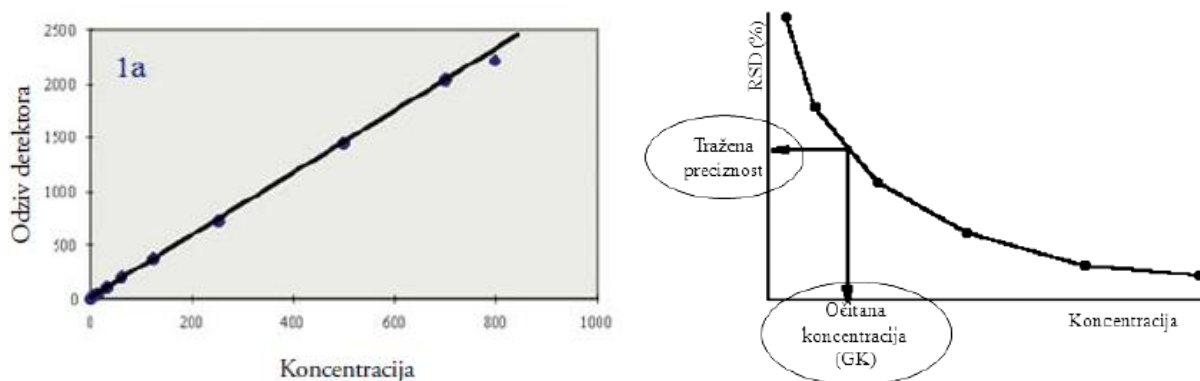 2500
2000
1500
1000
500
0
1a
0 200 400 600 800 1000
Odziv detektora
Koncentracija
RSD (%)
Tražena
preciznost
Očitana
koncentracija
(GK)
Koncentracija